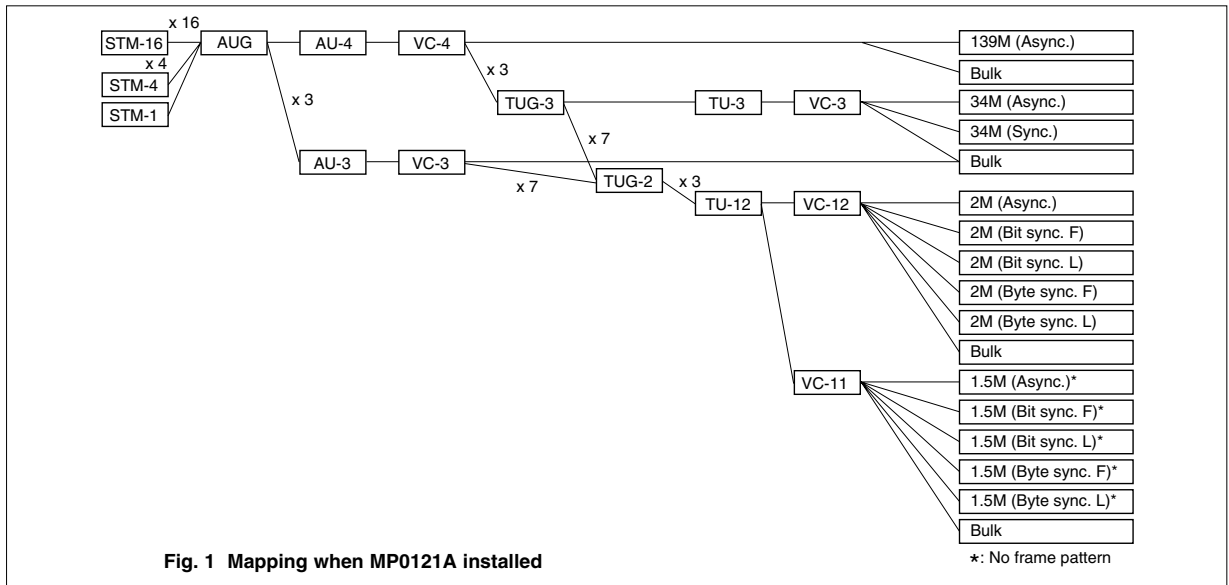 x 16
STM-16 AUG AU-4 VC-4 139M (Async.)
x 4
x 3
Bulk
STM-4
x 3
TUG-3 TU-3 VC-3 34M (Async.)
STM-1
34M (Sync.)
x 7
AU-3 VC-3 Bulk
x 7
TUG-2 x 3
TU-12 VC-12 2M (Async.)
2M (Bit sync. F)
2M (Bit sync. L)
2M (Byte sync. F)
2M (Byte sync. L)
Bulk
VC-11 1.5M (Async.)*
1.5M (Bit sync. F)*
1.5M (Bit sync. L)*
1.5M (Byte sync. F)*
1.5M (Byte sync. L)*
Bulk
Fig. 1 Mapping when MP0121A installed
*: No frame pattern